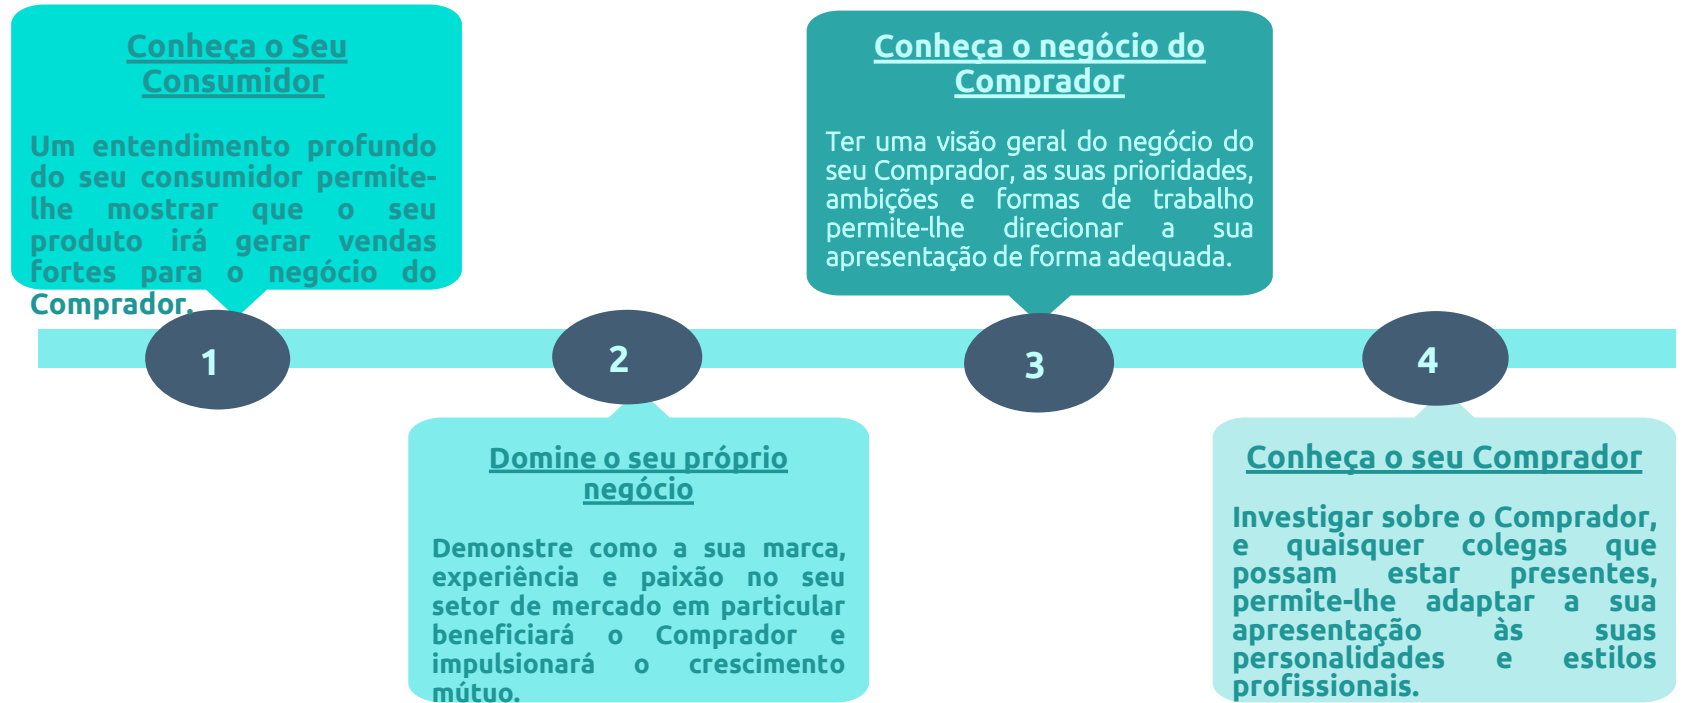 Conheça o Seu
Consumidor
Um entendimento profundo
do seu consumidor permite-
lhe mostrar que o seu
produto irá gerar vendas
fortes para o negócio do
Comprador.
Conheça o negócio do
Comprador
Ter uma visão geral do negócio do
seu Comprador, as suas prioridades,
ambições e formas de trabalho
permite-lhe direcionar a sua
apresentação de forma adequada.
1
2
3
4
Domine o seu próprio
negócio
Demonstre como a sua marca,
experiência e paixão no seu
setor de mercado em particular
beneficiará o Comprador e
impulsionará o crescimento
mútuo.
Conheça o seu Comprador
Investigar sobre o Comprador,
e quaisquer colegas que
possam estar presentes,
permite-lhe adaptar a sua
apresentação às suas
personalidades e estilos
profissionais.